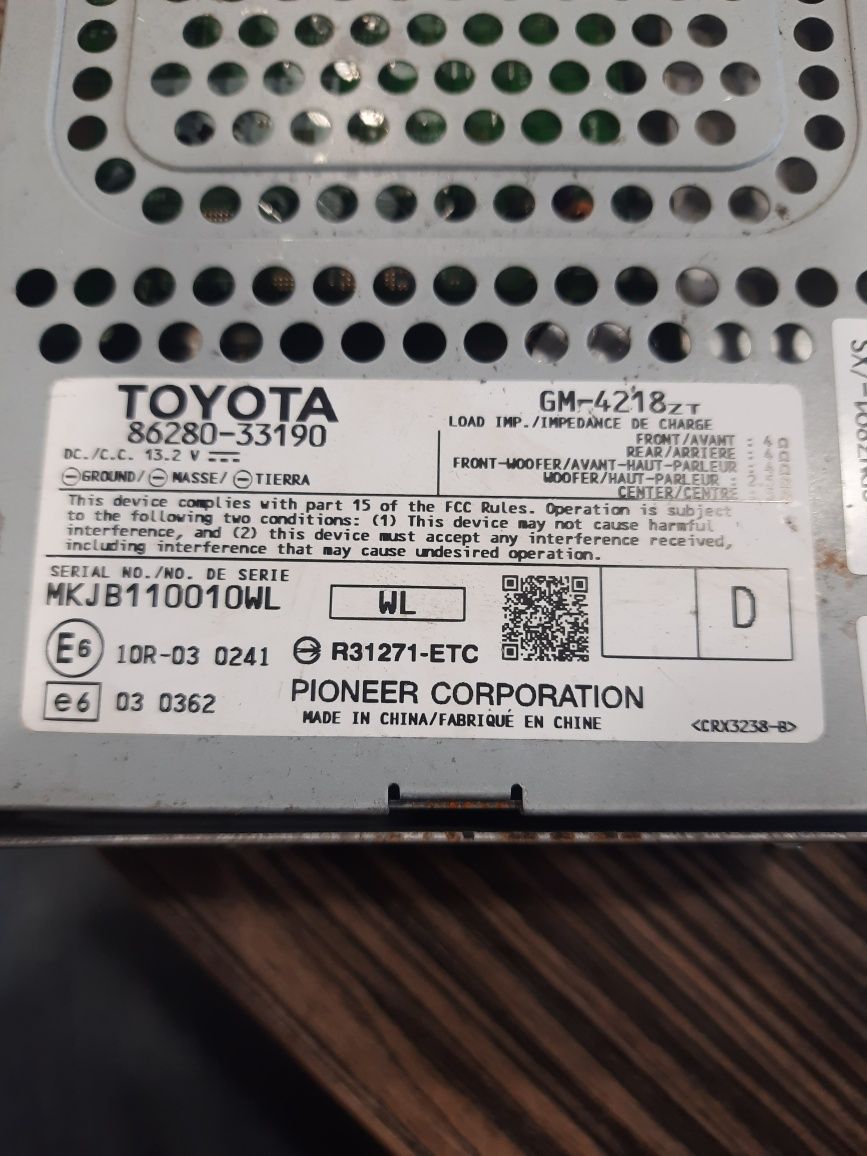 TOYOTA
86280-33190
DC./C.C. 13.2 V
GROUND/ MASSE/ TIERRA
GM-4218ZT
LOAD IMP./IMPEDANCE DE CHARGE
FRONT/AVANT : 4 Ω
REAR/ARRIERE : 4 Ω
FRONT-WOOFER/AVANT-HAUT-PARLEUR : 4 Ω
WOOFER/HAUT-PARLEUR : Ω
CENTER/CENTRE : Ω
This device complies with part 15 of the FCC Rules. Operation is subject
to the following two conditions: (1) This device may not cause harmful
interference, and (2) this device must accept any interference received,
including interference that may cause undesired operation.
SERIAL NO./NO. DE SERIE
MKJB110010WL
WL
D
E6 10R-03 0241 R31271-ETC
e6 03 0362
PIONEER CORPORATION
MADE IN CHINA/FABRIQUÉ EN CHINE
<CRX3238-B>